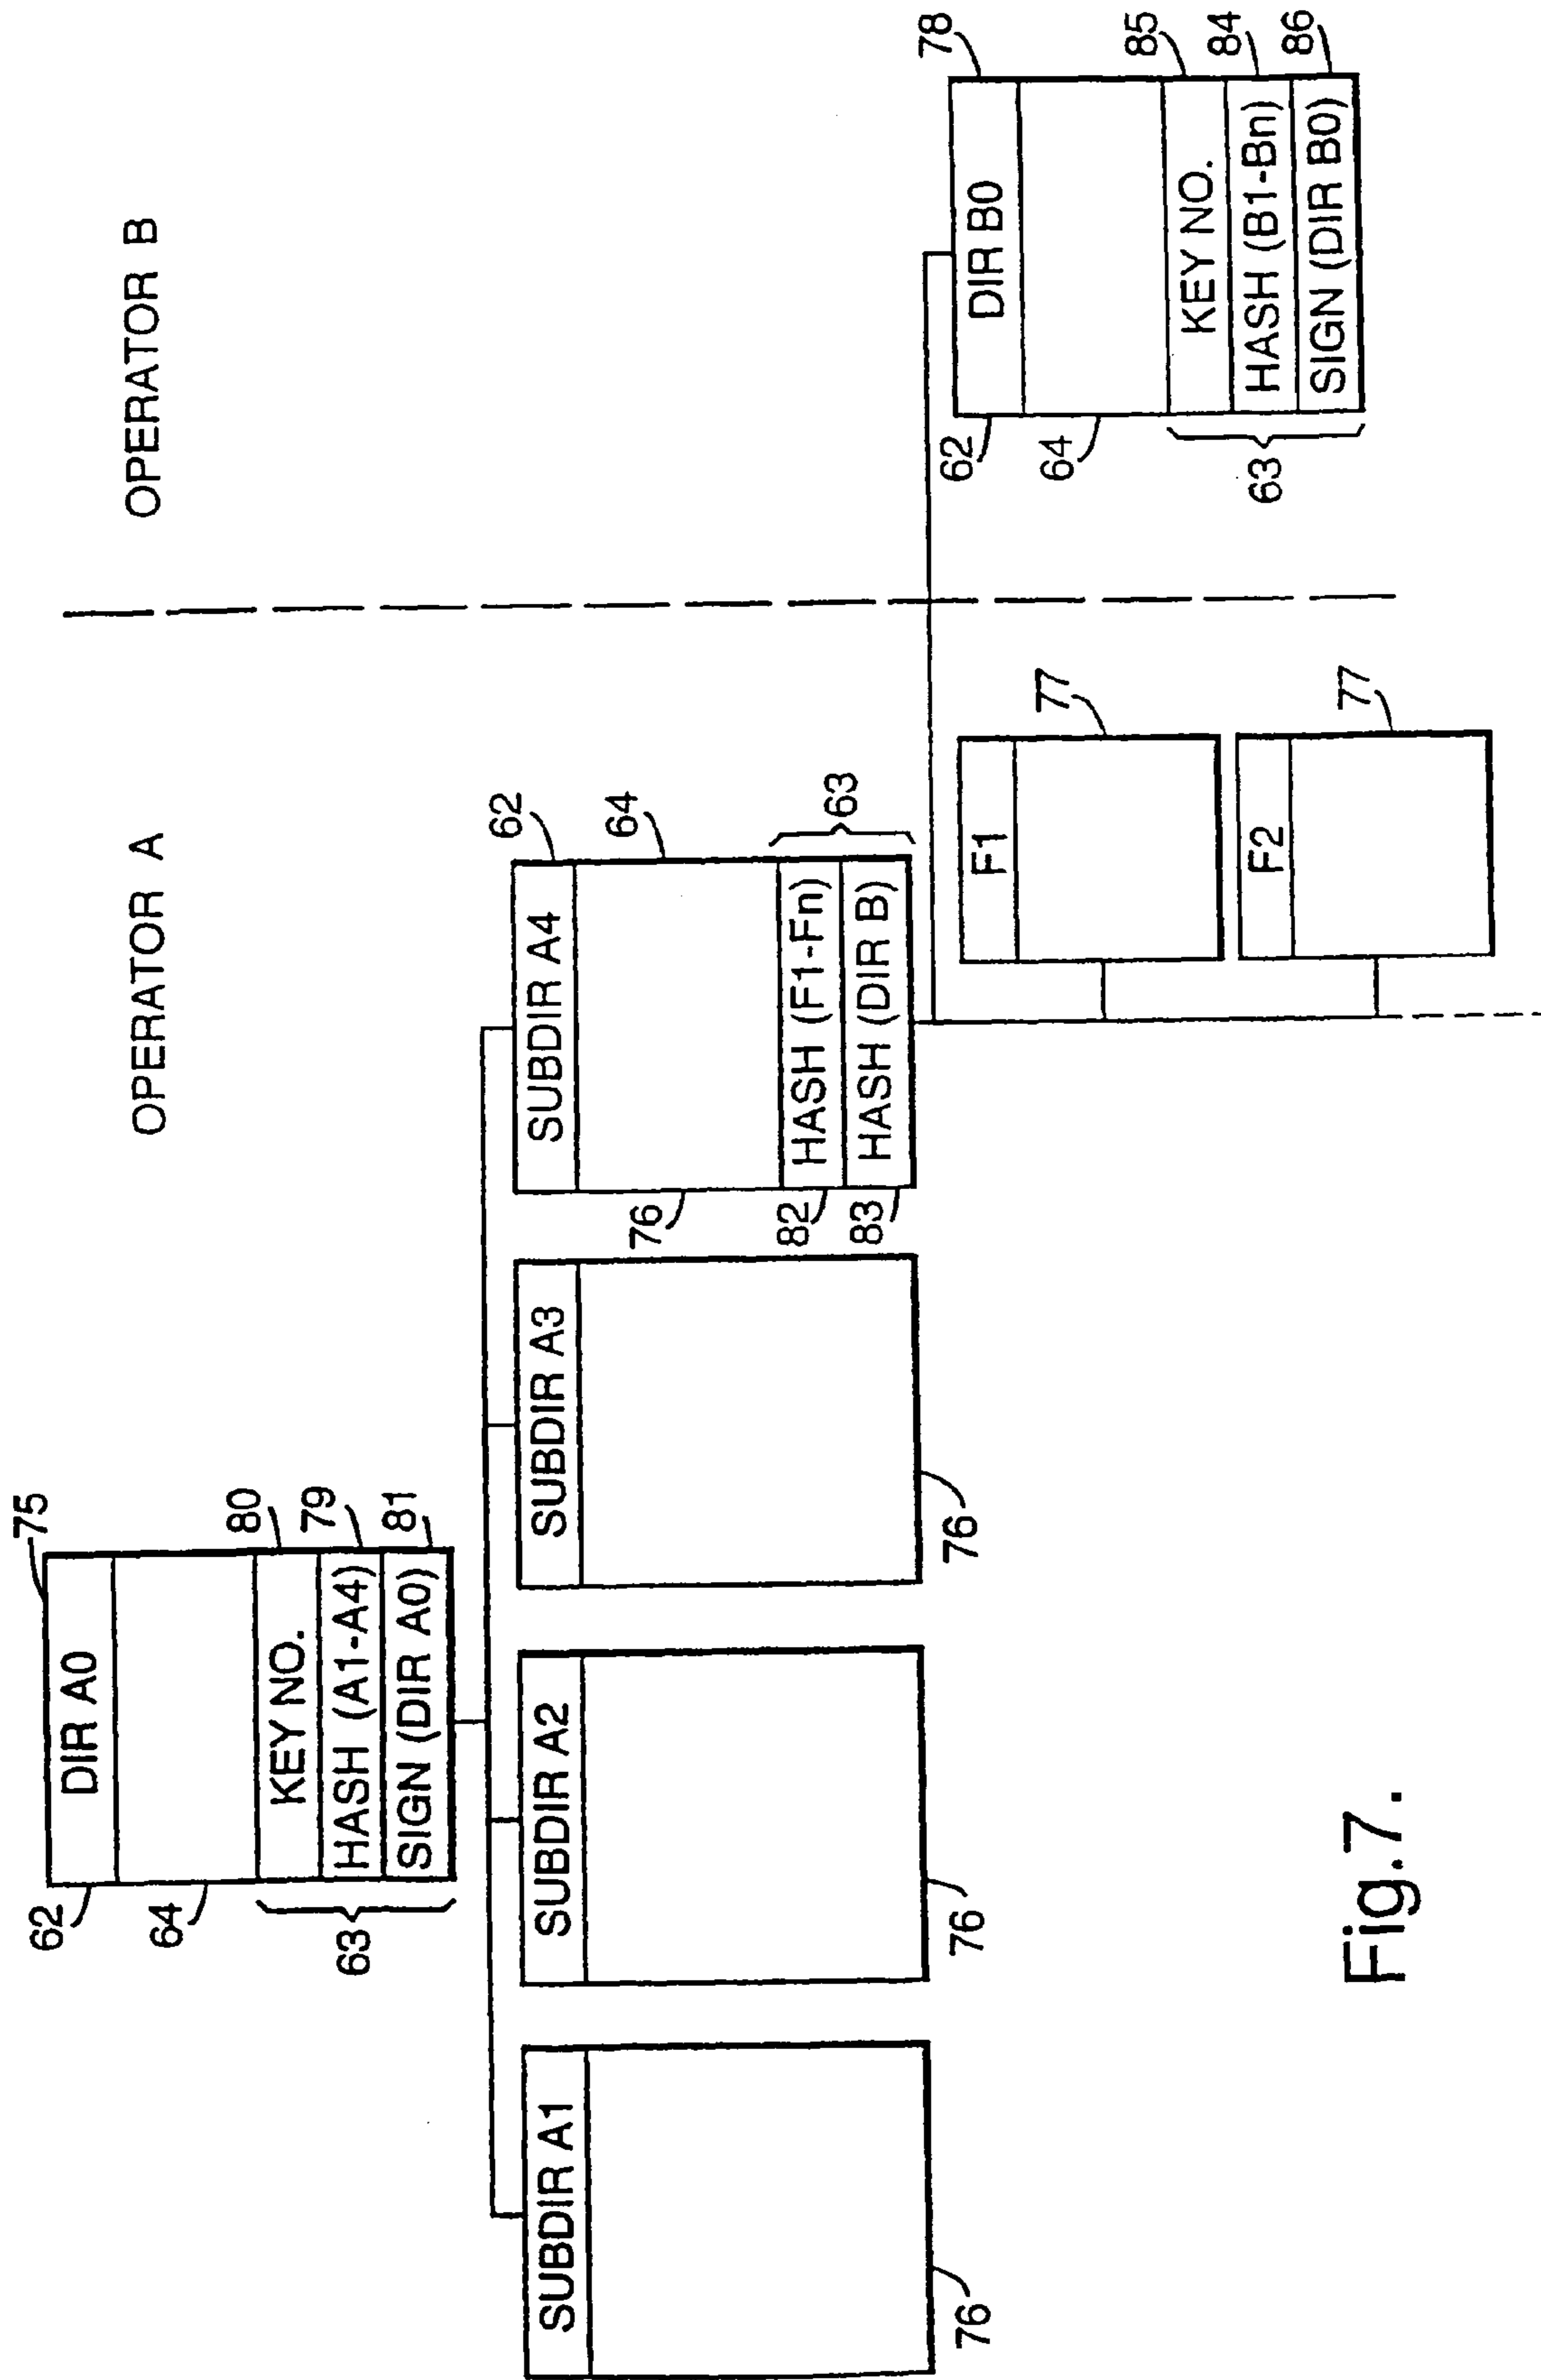 OPERATOR A
OPERATOR B
75
DIR A0
62
64
KEY NO.
80
HASH (A1-A4)
79
SIGN (DIR A0)
81
63
SUBDIR A1
76
SUBDIR A2
76
SUBDIR A3
76
SUBDIR A4
62
64
76
HASH (F1-Fn)
82
HASH (DIR B)
83
63
F1
77
F2
77
78
DIR B0
62
64
KEY NO.
85
HASH (B1-Bn)
84
SIGN (DIR B0)
86
63
Fig.7.